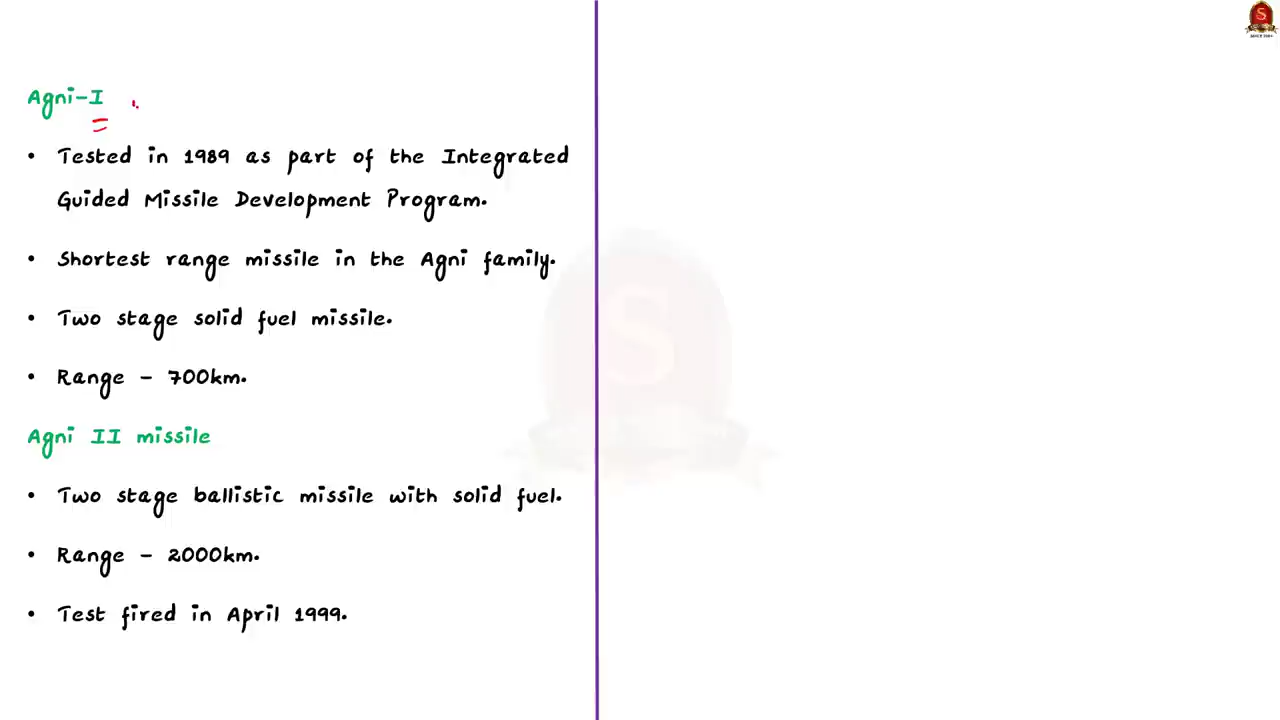 Agni-I
• Tested in 1989 as part of the Integrated
Guided Missile Development Program.
• Shortest range missile in the Agni family.
• Two stage solid fuel missile.
• Range - 700km.
Agni II missile
• Two stage ballistic missile with solid fuel.
• Range - 2000km.
• Test fired in April 1999.
S